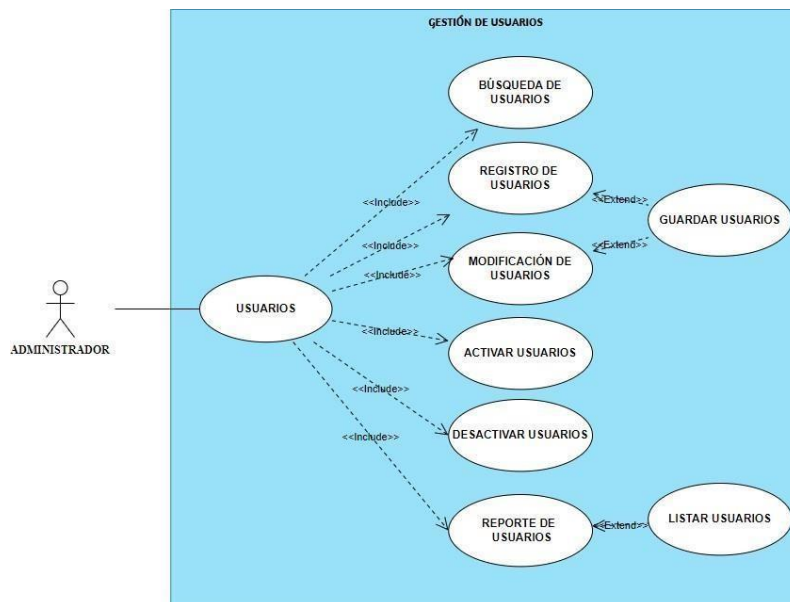 GESTIÓN DE USUARIOS
BÚSQUEDA DE
USUARIOS
REGISTRO DE
USUARIOS
<<Include>>
<<Extend>>
GUARDAR USUARIOS
<<Include>>
<<Extend>>
<<Include>>
MODIFICACIÓN DE
USUARIOS
USUARIOS
ADMINISTRADOR
<<Include>>
ACTIVAR USUARIOS
<<Include>>
DESACTIVAR USUARIOS
<<Include>>
REPORTE DE
USUARIOS
<<Extend>>
LISTAR USUARIOS